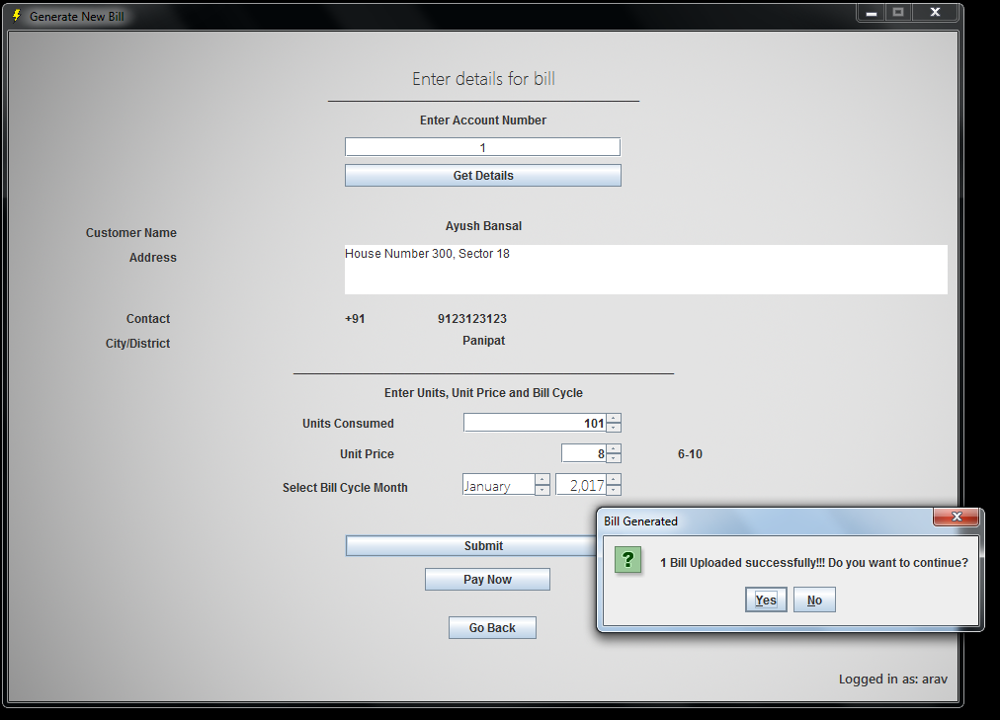 Generate New Bill
Enter details for bill
Enter Account Number
1
Get Details
Customer Name Ayush Bansal
Address House Number 300, Sector 18
Contact +91 9123123123
City/District Panipat
Enter Units, Unit Price and Bill Cycle
Units Consumed 101
Unit Price 8 6-10
Select Bill Cycle Month January 2,017
Submit
Pay Now
Go Back
Bill Generated
? 1 Bill Uploaded successfully!!! Do you want to continue?
Yes No
Logged in as: arav